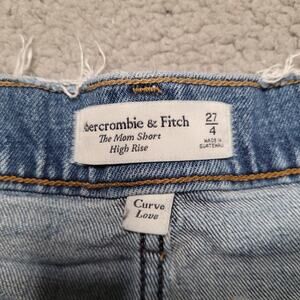 Abercrombie & Fitch
The Mom Short
High Rise
27
4
MADE IN
GUATEMALA
Curve
Love